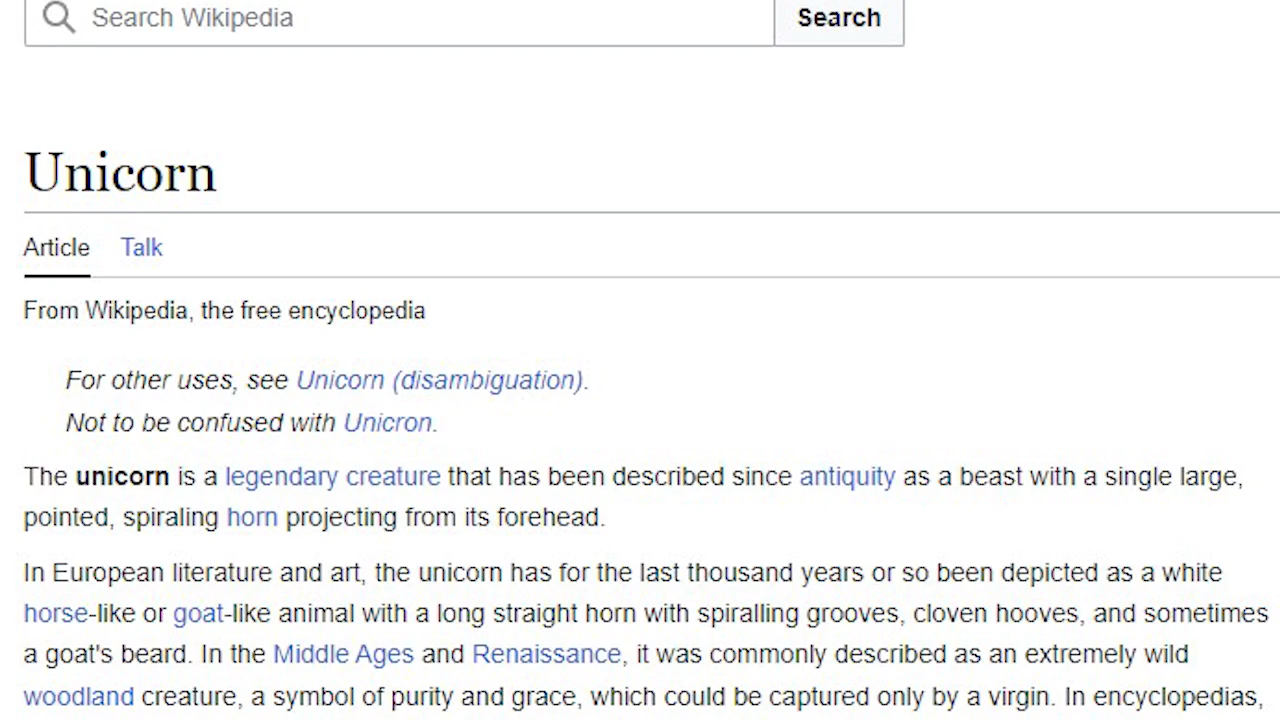 Search Wikipedia Search
Unicorn
Article Talk
From Wikipedia, the free encyclopedia
For other uses, see Unicorn (disambiguation).
Not to be confused with Unicron.
The unicorn is a legendary creature that has been described since antiquity as a beast with a single large,
pointed, spiraling horn projecting from its forehead.
In European literature and art, the unicorn has for the last thousand years or so been depicted as a white
horse-like or goat-like animal with a long straight horn with spiralling grooves, cloven hooves, and sometimes
a goat's beard. In the Middle Ages and Renaissance, it was commonly described as an extremely wild
woodland creature, a symbol of purity and grace, which could be captured only by a virgin. In encyclopedias,